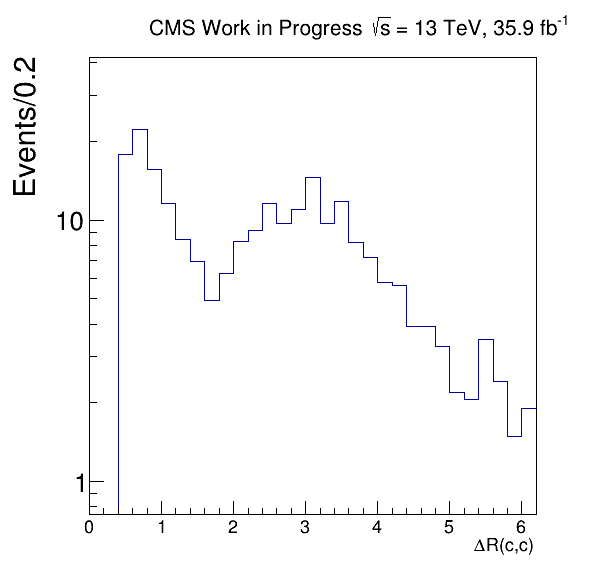 CMS Work in Progress √s = 13 TeV, 35.9 fb⁻¹
Events/0.2
10
1
0 1 2 3 4 5 6
ΔR(c,c)